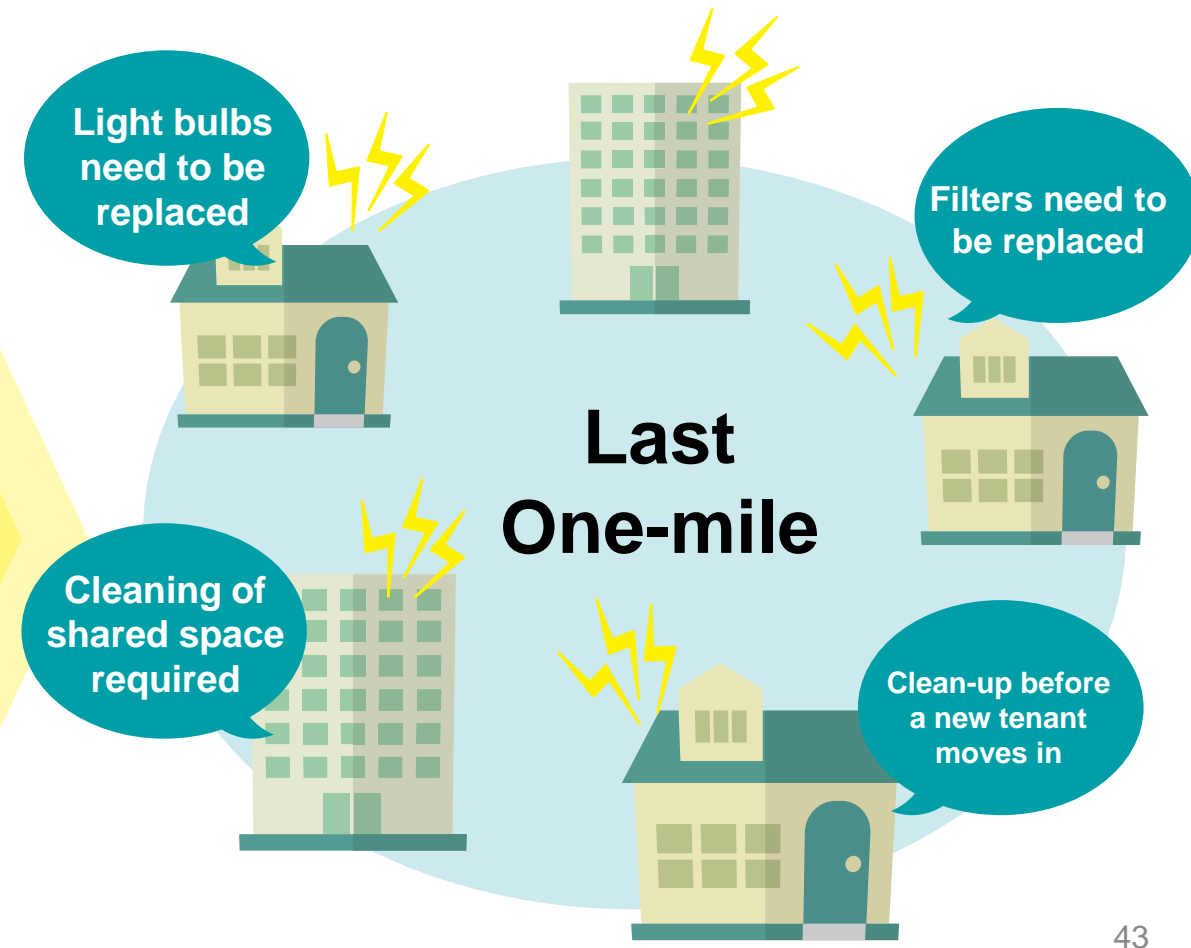 Light bulbs
need to be
replaced
Filters need to
be replaced
Last
One-mile
Cleaning of
shared space
required
Clean-up before
a new tenant
moves in
43